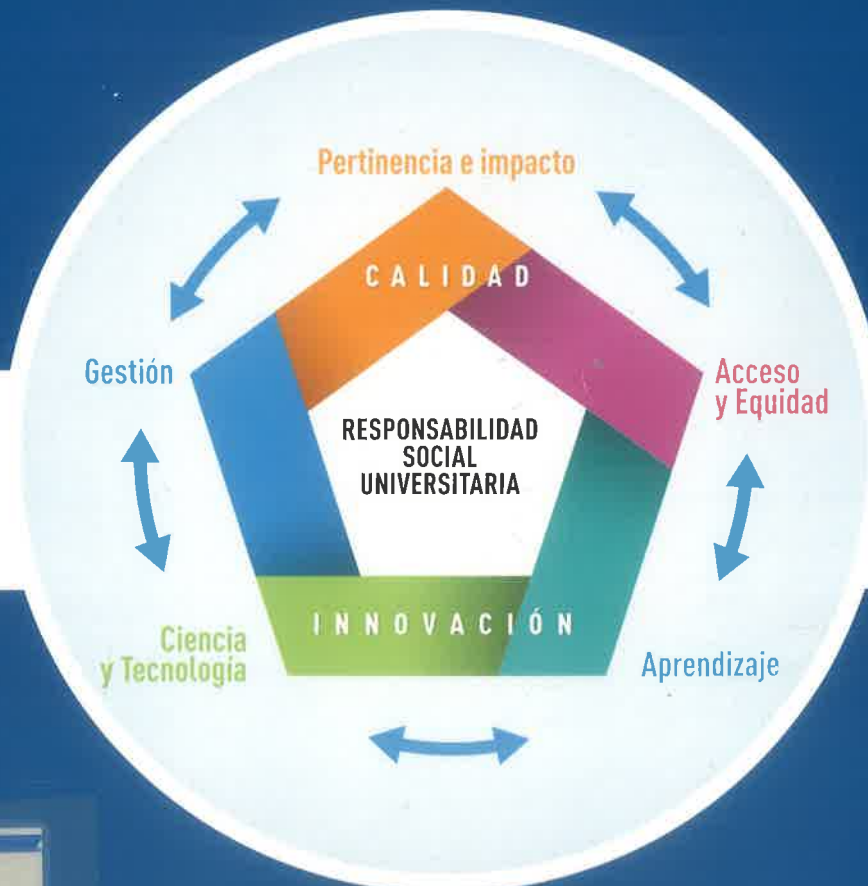 Pertinencia e impacto
CALIDAD
Gestión
Acceso
y Equidad
RESPONSABILIDAD
SOCIAL
UNIVERSITARIA
INNOVACIÓN
Ciencia
y Tecnología
Aprendizaje